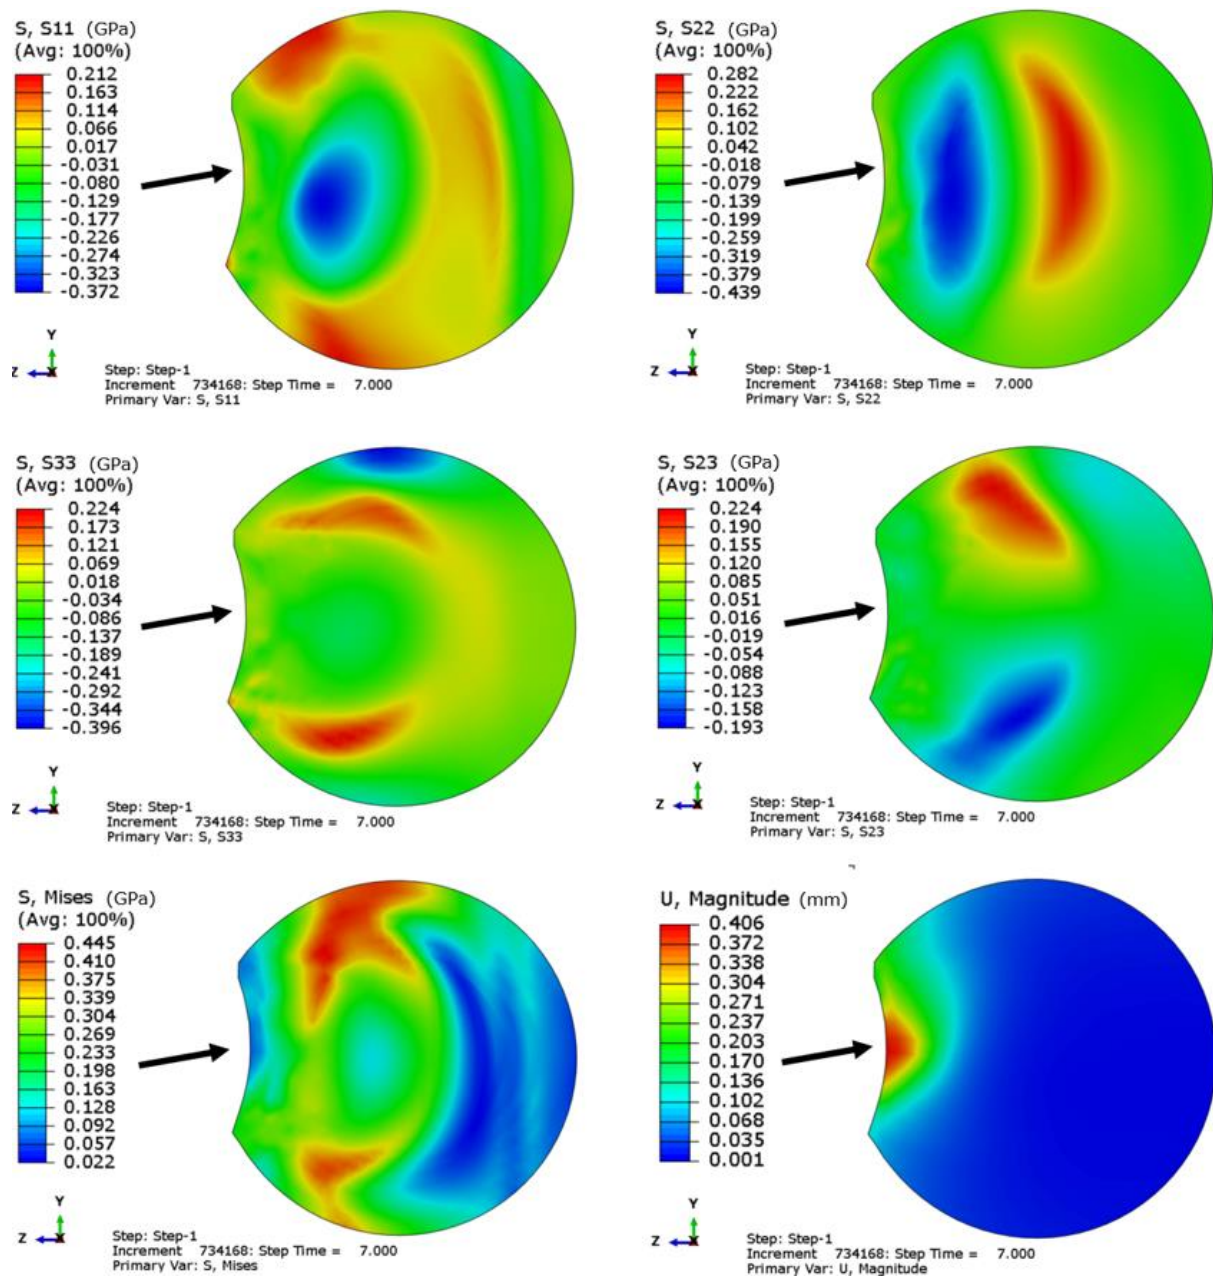 S, S11 (GPa)
(Avg: 100%)
0.212
0.163
0.114
0.066
0.017
-0.031
-0.080
-0.129
-0.177
-0.226
-0.274
-0.323
-0.372
Y
Z
X
Step: Step-1
Increment 734168: Step Time = 7.000
Primary Var: S, S11
S, S22 (GPa)
(Avg: 100%)
0.282
0.222
0.162
0.102
0.042
-0.018
-0.079
-0.139
-0.199
-0.259
-0.319
-0.379
-0.439
Y
Z
X
Step: Step-1
Increment 734168: Step Time = 7.000
Primary Var: S, S22
S, S33 (GPa)
(Avg: 100%)
0.224
0.173
0.121
0.069
0.018
-0.034
-0.086
-0.137
-0.189
-0.241
-0.292
-0.344
-0.396
Y
Z
X
Step: Step-1
Increment 734168: Step Time = 7.000
Primary Var: S, S33
S, S23 (GPa)
(Avg: 100%)
0.224
0.190
0.155
0.120
0.085
0.051
0.016
-0.019
-0.054
-0.088
-0.123
-0.158
-0.193
Y
Z
X
Step: Step-1
Increment 734168: Step Time = 7.000
Primary Var: S, S23
S, Mises (GPa)
(Avg: 100%)
0.445
0.410
0.375
0.339
0.304
0.269
0.233
0.198
0.163
0.128
0.092
0.057
0.022
Y
Z
X
Step: Step-1
Increment 734168: Step Time = 7.000
Primary Var: S, Mises
U, Magnitude (mm)
0.406
0.372
0.338
0.304
0.271
0.237
0.203
0.170
0.136
0.102
0.068
0.035
0.001
Y
Z
X
Step: Step-1
Increment 734168: Step Time = 7.000
Primary Var: U, Magnitude